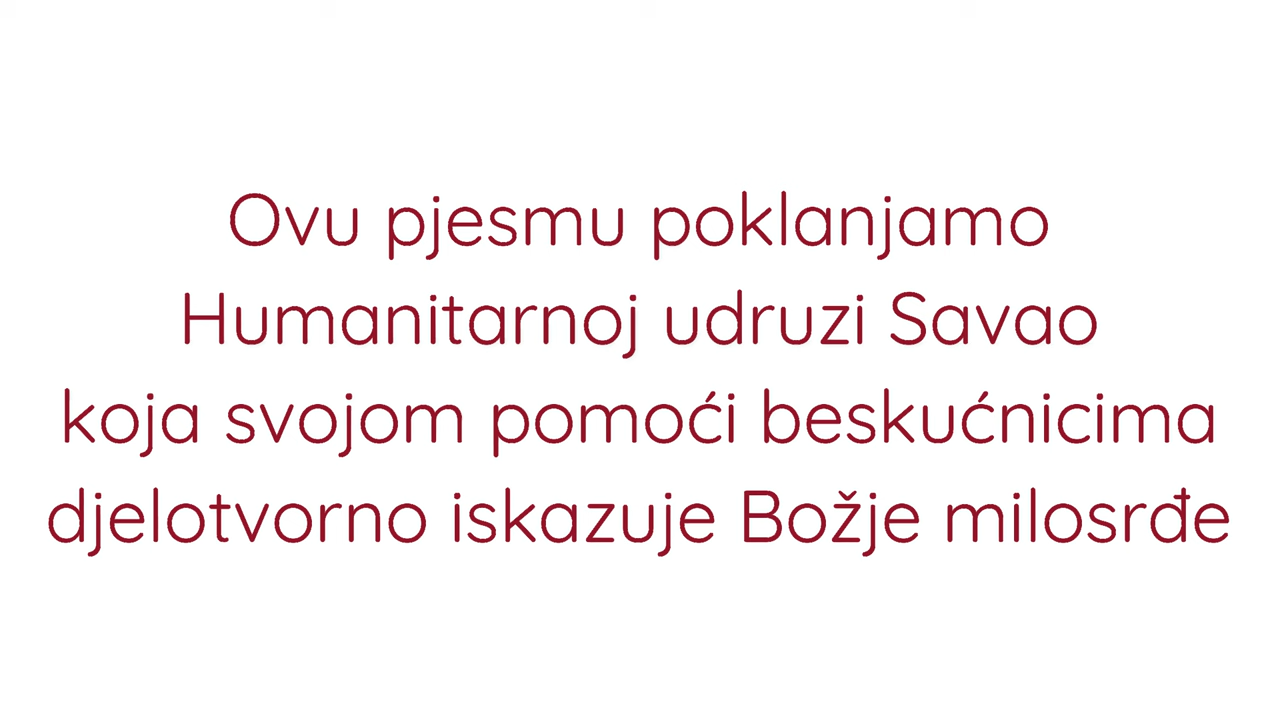 Ovu pjesmu poklanjamo
Humanitarnoj udruzi Savao
koja svojom pomoći beskućnicima
djelotvorno iskazuje Božje milosrđe